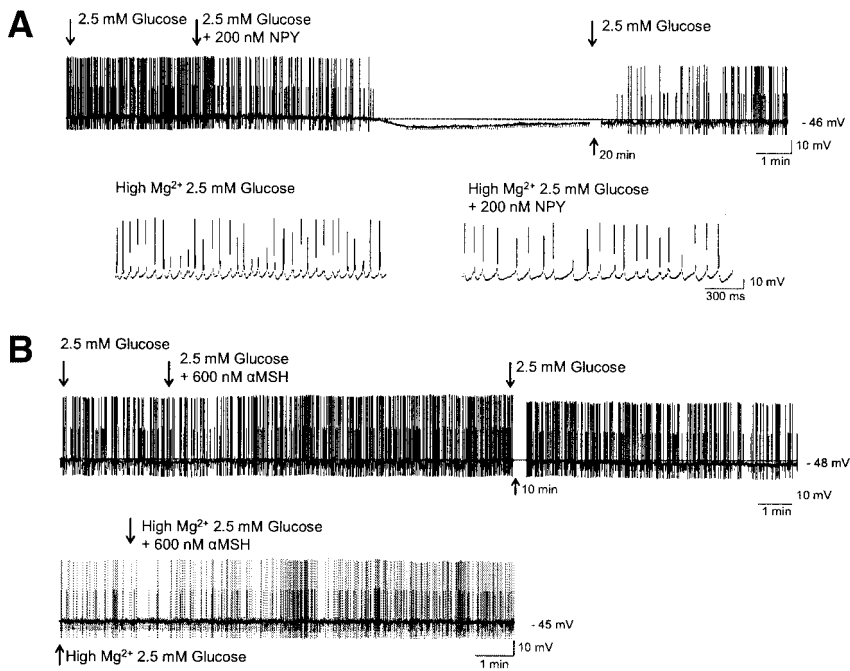 A
2.5 mM Glucose
2.5 mM Glucose
+ 200 nM NPY
2.5 mM Glucose
- 46 mV
20 min
10 mV
1 min
High Mg²⁺ 2.5 mM Glucose
High Mg²⁺ 2.5 mM Glucose
+ 200 nM NPY
10 mV
300 ms
B
2.5 mM Glucose
2.5 mM Glucose
+ 600 nM αMSH
2.5 mM Glucose
- 48 mV
10 min
10 mV
1 min
High Mg²⁺ 2.5 mM Glucose
+ 600 nM αMSH
- 45 mV
10 mV
1 min
High Mg²⁺ 2.5 mM Glucose